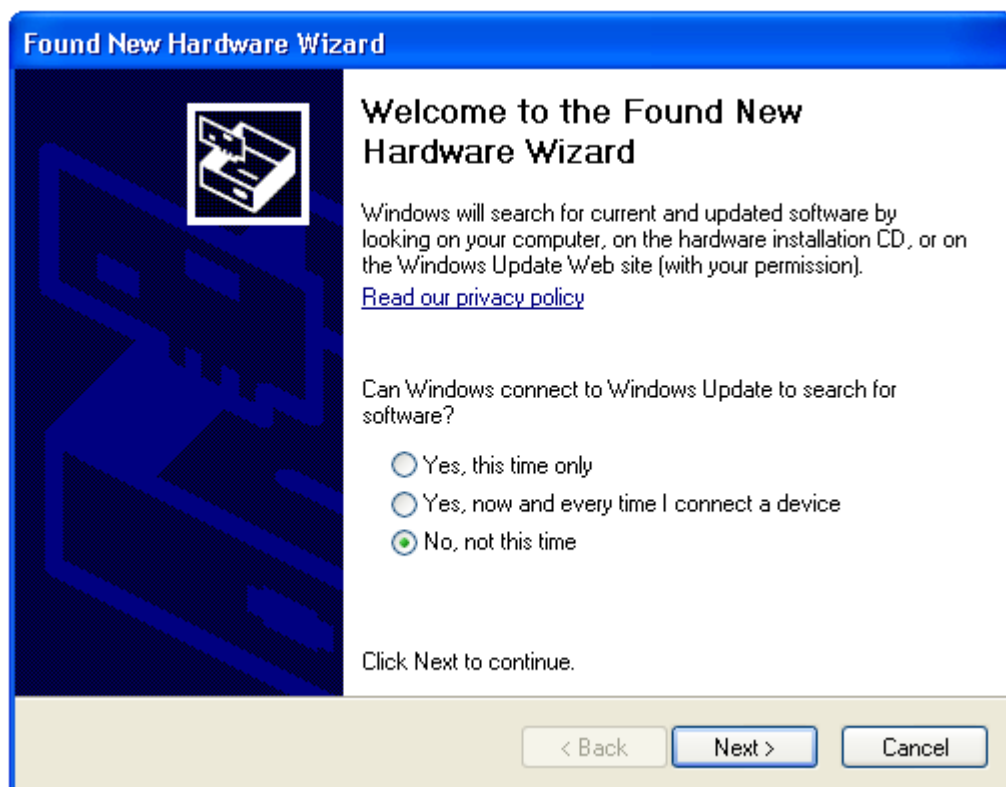 Found New Hardware Wizard
Welcome to the Found New
Hardware Wizard
Windows will search for current and updated software by
looking on your computer, on the hardware installation CD, or on
the Windows Update Web site (with your permission).
Read our privacy policy
Can Windows connect to Windows Update to search for
software?
Yes, this time only
Yes, now and every time I connect a device
No, not this time
Click Next to continue.
< Back
Next >
Cancel